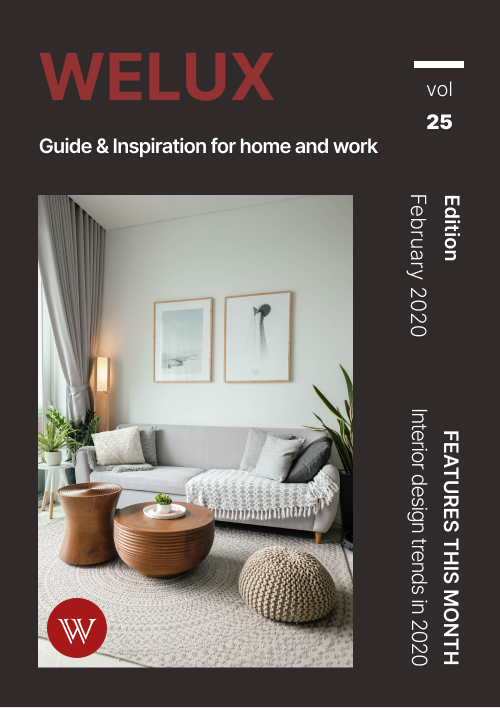 WELUX
Guide & Inspiration for home and work
vol
25
Edition
February 2020
FEATURES THIS MONTH
Interior design trends in 2020
W